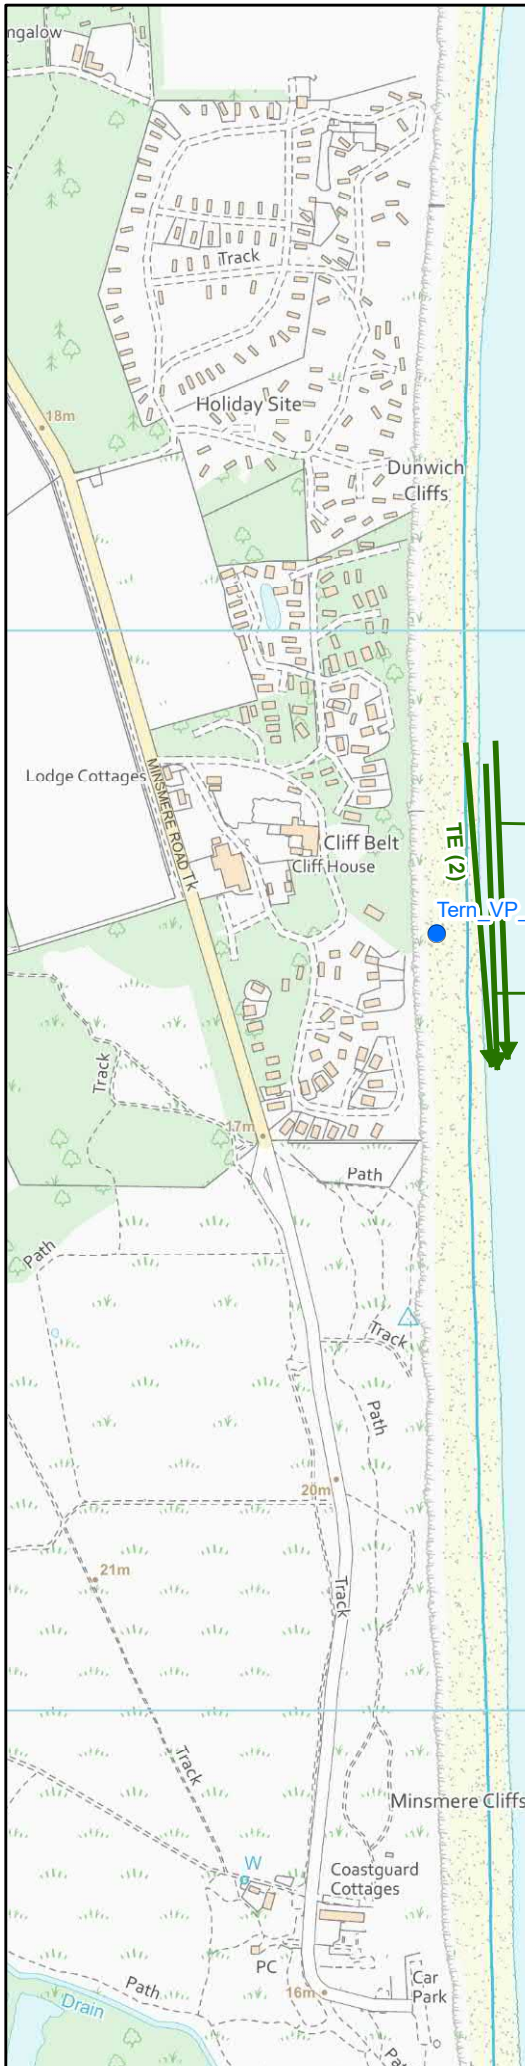 ngalow
Track
Holiday Site
18m
Dunwich
Cliffs
Lodge Cottages
MINSMERE ROAD TK
Cliff Belt
Cliff House
TE (2)
Tern_VP_
Track
17m
Path
Path
Track
Path
20m
21m
Track
Track
Minsmere Cliffs
W
Coastguard
Cottages
PC
Path
Car
Park
16m
Drain
Pa